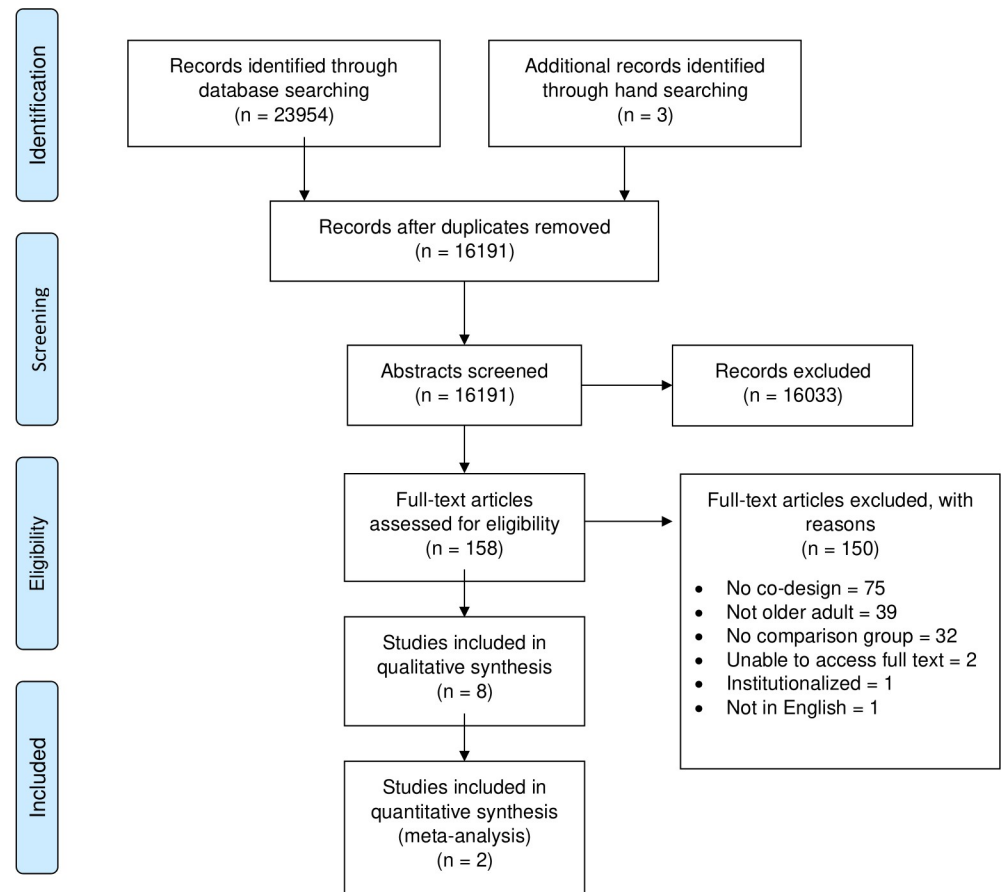 Identification
Records identified through
database searching
(n = 23954)
Additional records identified
through hand searching
(n = 3)
Records after duplicates removed
(n = 16191)
Screening
Abstracts screened
(n = 16191)
Records excluded
(n = 16033)
Eligibility
Full-text articles
assessed for eligibility
(n = 158)
Full-text articles excluded, with
reasons
(n = 150)
• No co-design = 75
• Not older adult = 39
• No comparison group = 32
• Unable to access full text = 2
• Institutionalized = 1
• Not in English = 1
Studies included in
qualitative synthesis
(n = 8)
Included
Studies included in
quantitative synthesis
(meta-analysis)
(n = 2)